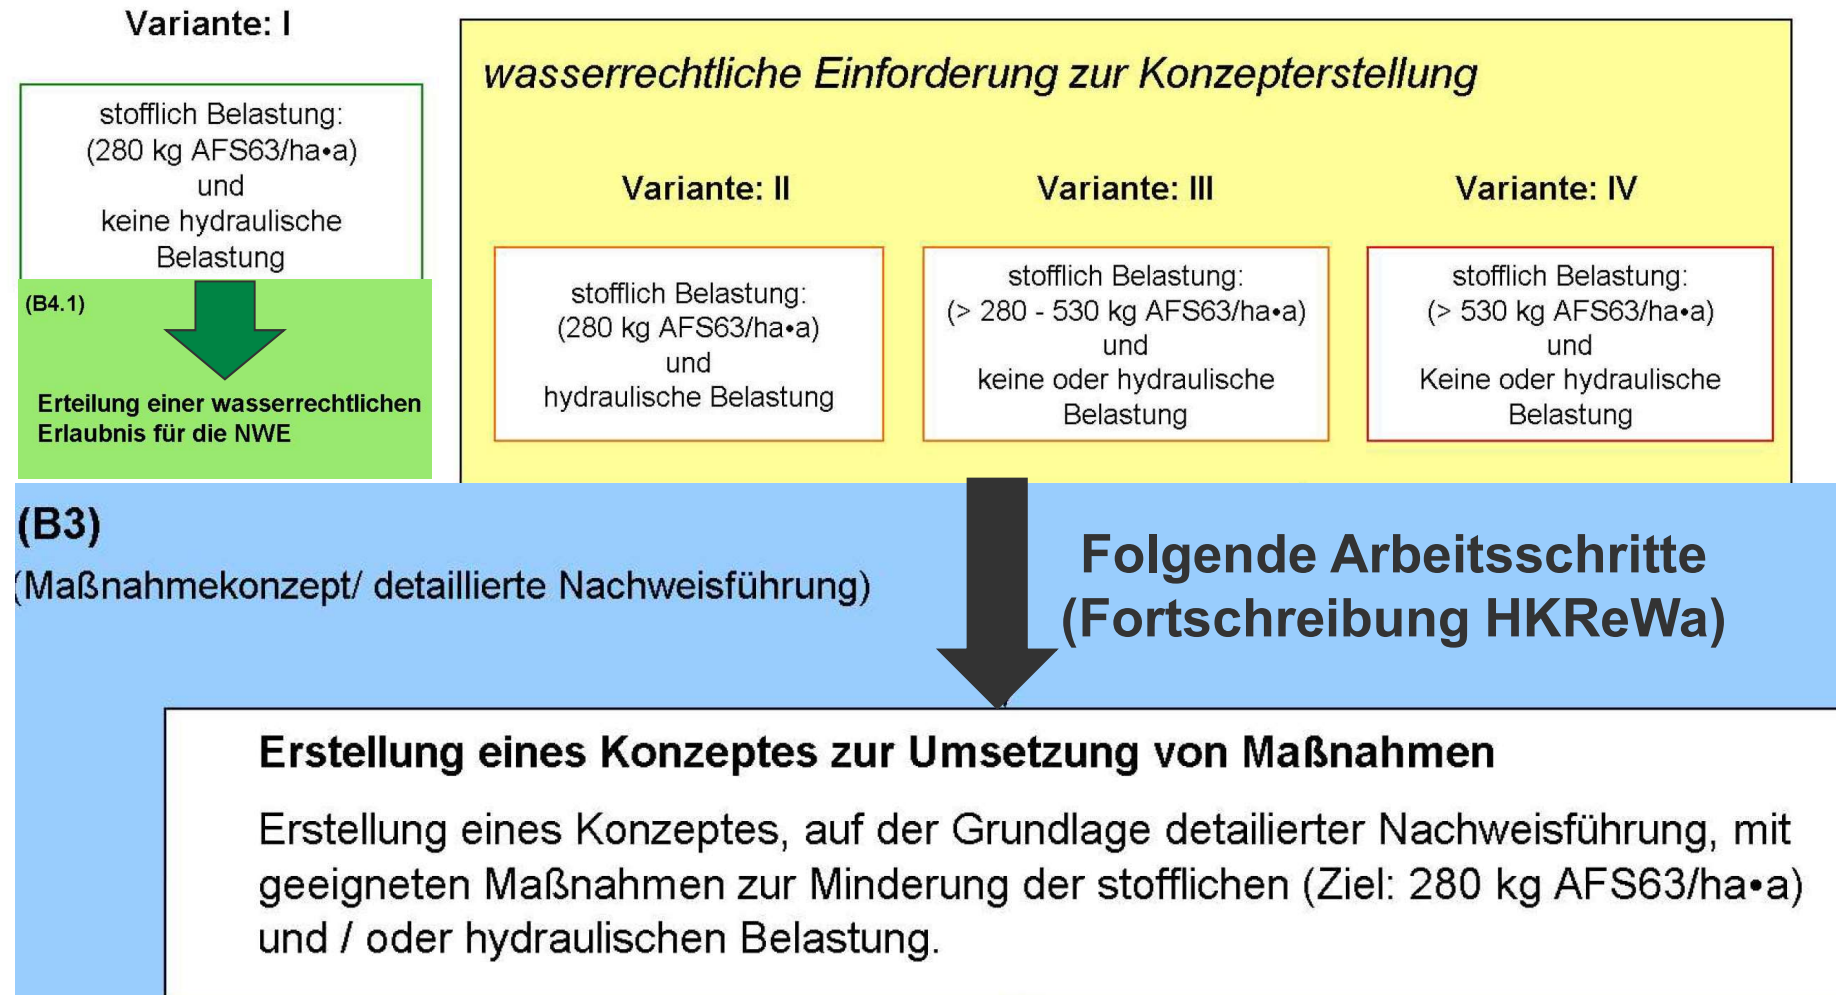 Variante: I
stofflich Belastung:
(280 kg AFS63/ha•a)
und
keine hydraulische
Belastung
(B4.1)
Erteilung einer wasserrechtlichen
Erlaubnis für die NWE
wasserrechtliche Einforderung zur Konzepterstellung
Variante: II
stofflich Belastung:
(280 kg AFS63/ha•a)
und
hydraulische Belastung
Variante: III
stofflich Belastung:
(> 280 - 530 kg AFS63/ha•a)
und
keine oder hydraulische
Belastung
Variante: IV
stofflich Belastung:
(> 530 kg AFS63/ha•a)
und
Keine oder hydraulische
Belastung
(B3)
(Maßnahmekonzept/ detaillierte Nachweisführung)
Folgende Arbeitsschritte
(Fortschreibung HKReWa)
Erstellung eines Konzeptes zur Umsetzung von Maßnahmen
Erstellung eines Konzeptes, auf der Grundlage detailierter Nachweisführung, mit
geeigneten Maßnahmen zur Minderung der stofflichen (Ziel: 280 kg AFS63/ha•a)
und / oder hydraulischen Belastung.